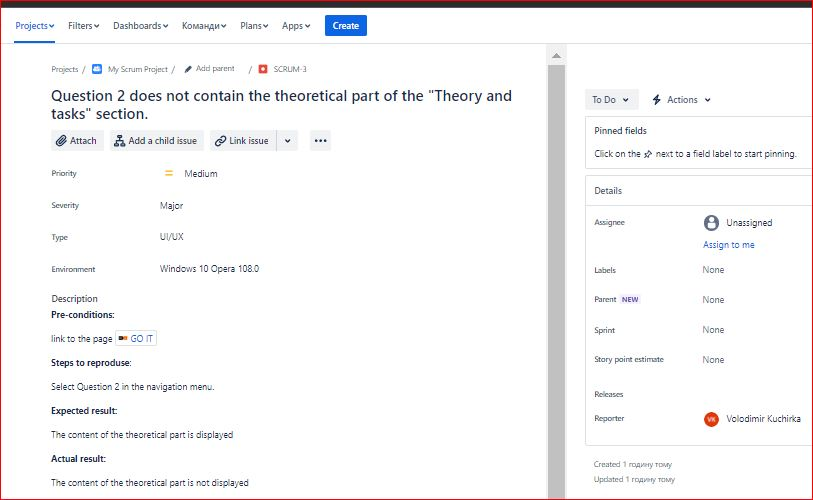 Projects Filters Dashboards Команди Plans Apps Create
Projects / My Scrum Project / Add parent / SCRUM-3
Question 2 does not contain the theoretical part of the "Theory and
tasks" section.
Attach Add a child issue Link issue
Priority Medium
Severity Major
Type UI/UX
Environment Windows 10 Opera 108.0
Description
Pre-conditions:
link to the page GO IT
Steps to reproduse:
Select Question 2 in the navigation menu.
Expected result:
The content of the theoretical part is displayed
Actual result:
The content of the theoretical part is not displayed
To Do Actions
Pinned fields
Click on the next to a field label to start pinning.
Details
Assignee Unassigned
Assign to me
Labels None
Parent NEW None
Sprint None
Story point estimate None
Releases
Reporter VK Volodimir Kuchirka
Created 1 годину тому
Updated 1 годину тому